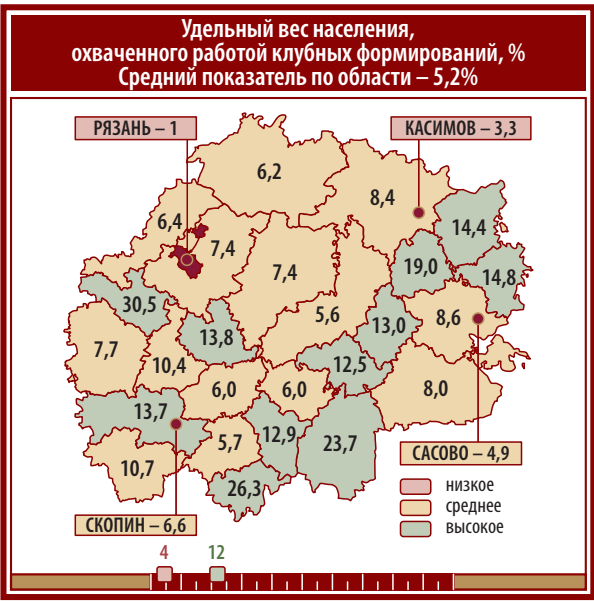 Удельный вес населения,
охваченного работой клубных формирований, %
Средний показатель по области – 5,2%
РЯЗАНЬ – 1
КАСИМОВ – 3,3
6,2
8,4
6,4
14,4
7,4
7,4
19,0
14,8
30,5
5,6
13,0
8,6
13,8
7,7
10,4
12,5
6,0
6,0
8,0
13,7
5,7
12,9
23,7
10,7
САСОВО – 4,9
26,3
низкое
среднее
высокое
СКОПИН – 6,6
4
12